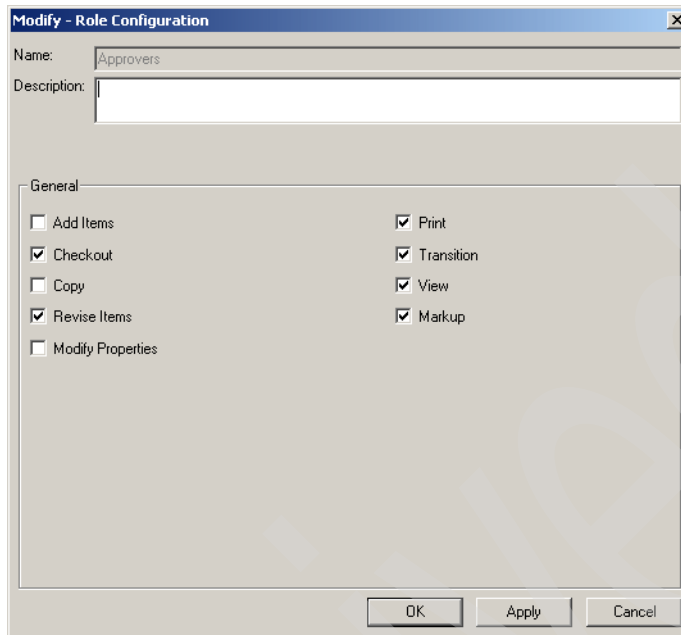 Modify - Role Configuration
Name: Approvers
Description:
General
Add Items
Print
Checkout
Transition
Copy
View
Revise Items
Markup
Modify Properties
OK Apply Cancel